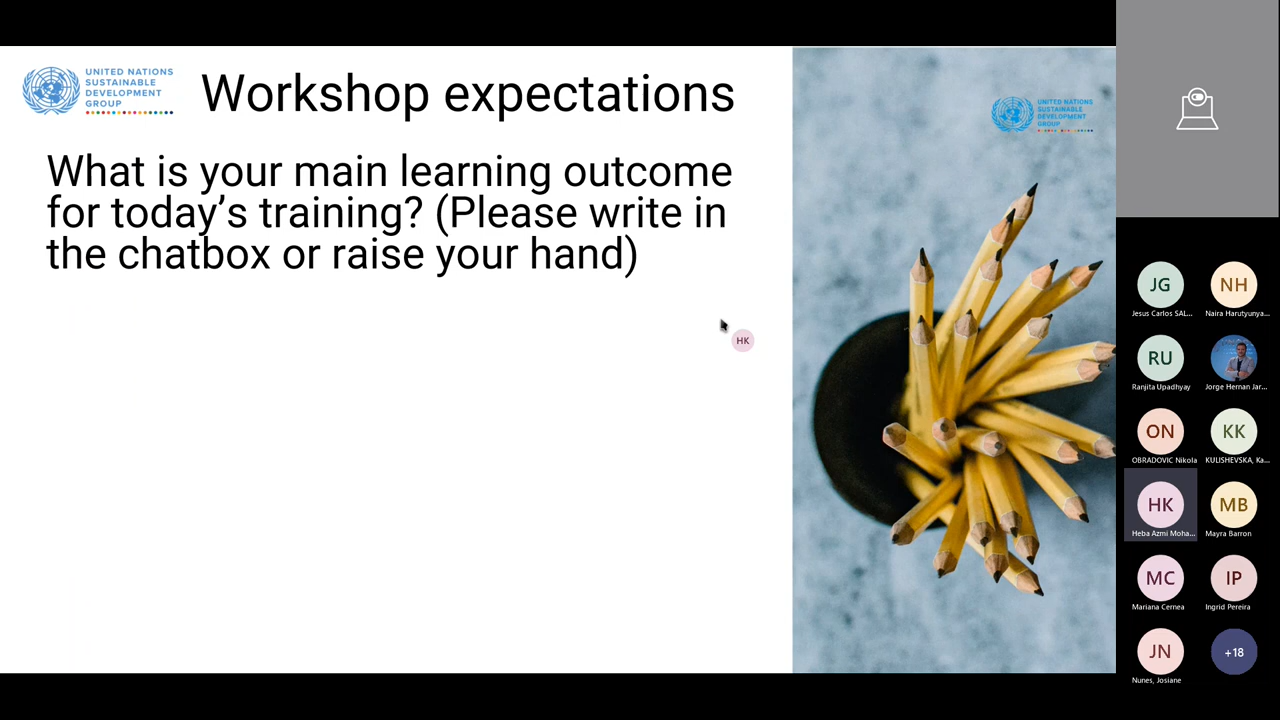 UNITED NATIONS
SUSTAINABLE
DEVELOPMENT
GROUP
Workshop expectations
What is your main learning outcome
for today’s training? (Please write in
the chatbox or raise your hand)
HK
UNITED NATIONS
SUSTAINABLE
DEVELOPMENT
GROUP
JG
Jesus Carlos SAL...
NH
Naira Harutyunya...
RU
Ranjita Upadhyay
Jorge Hernan Jar...
ON
OBRADOVIC Nikola
KK
KULISHEVSKA, Ka...
HK
Heba Azmi Moha...
MB
Mayra Barron
MC
Mariana Cernea
IP
Ingrid Pereira
JN
Nunes, Josiane
+18